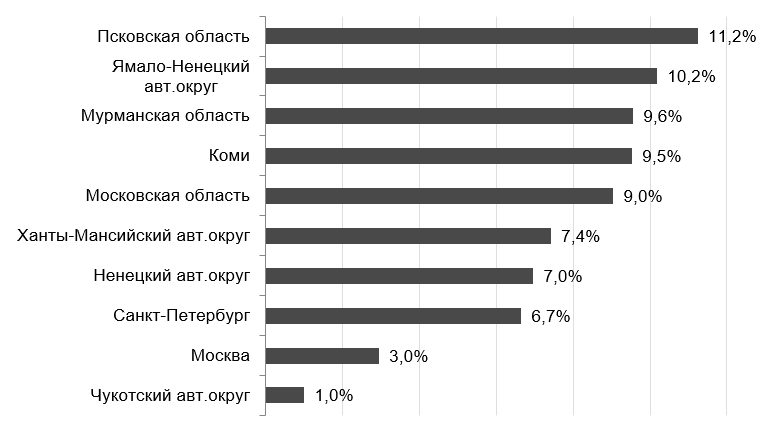 Псковская область 11,2%
Ямало-Ненецкий
авт.округ 10,2%
Мурманская область 9,6%
Коми 9,5%
Московская область 9,0%
Ханты-Мансийский авт.округ 7,4%
Ненецкий авт.округ 7,0%
Санкт-Петербург 6,7%
Москва 3,0%
Чукотский авт.округ 1,0%